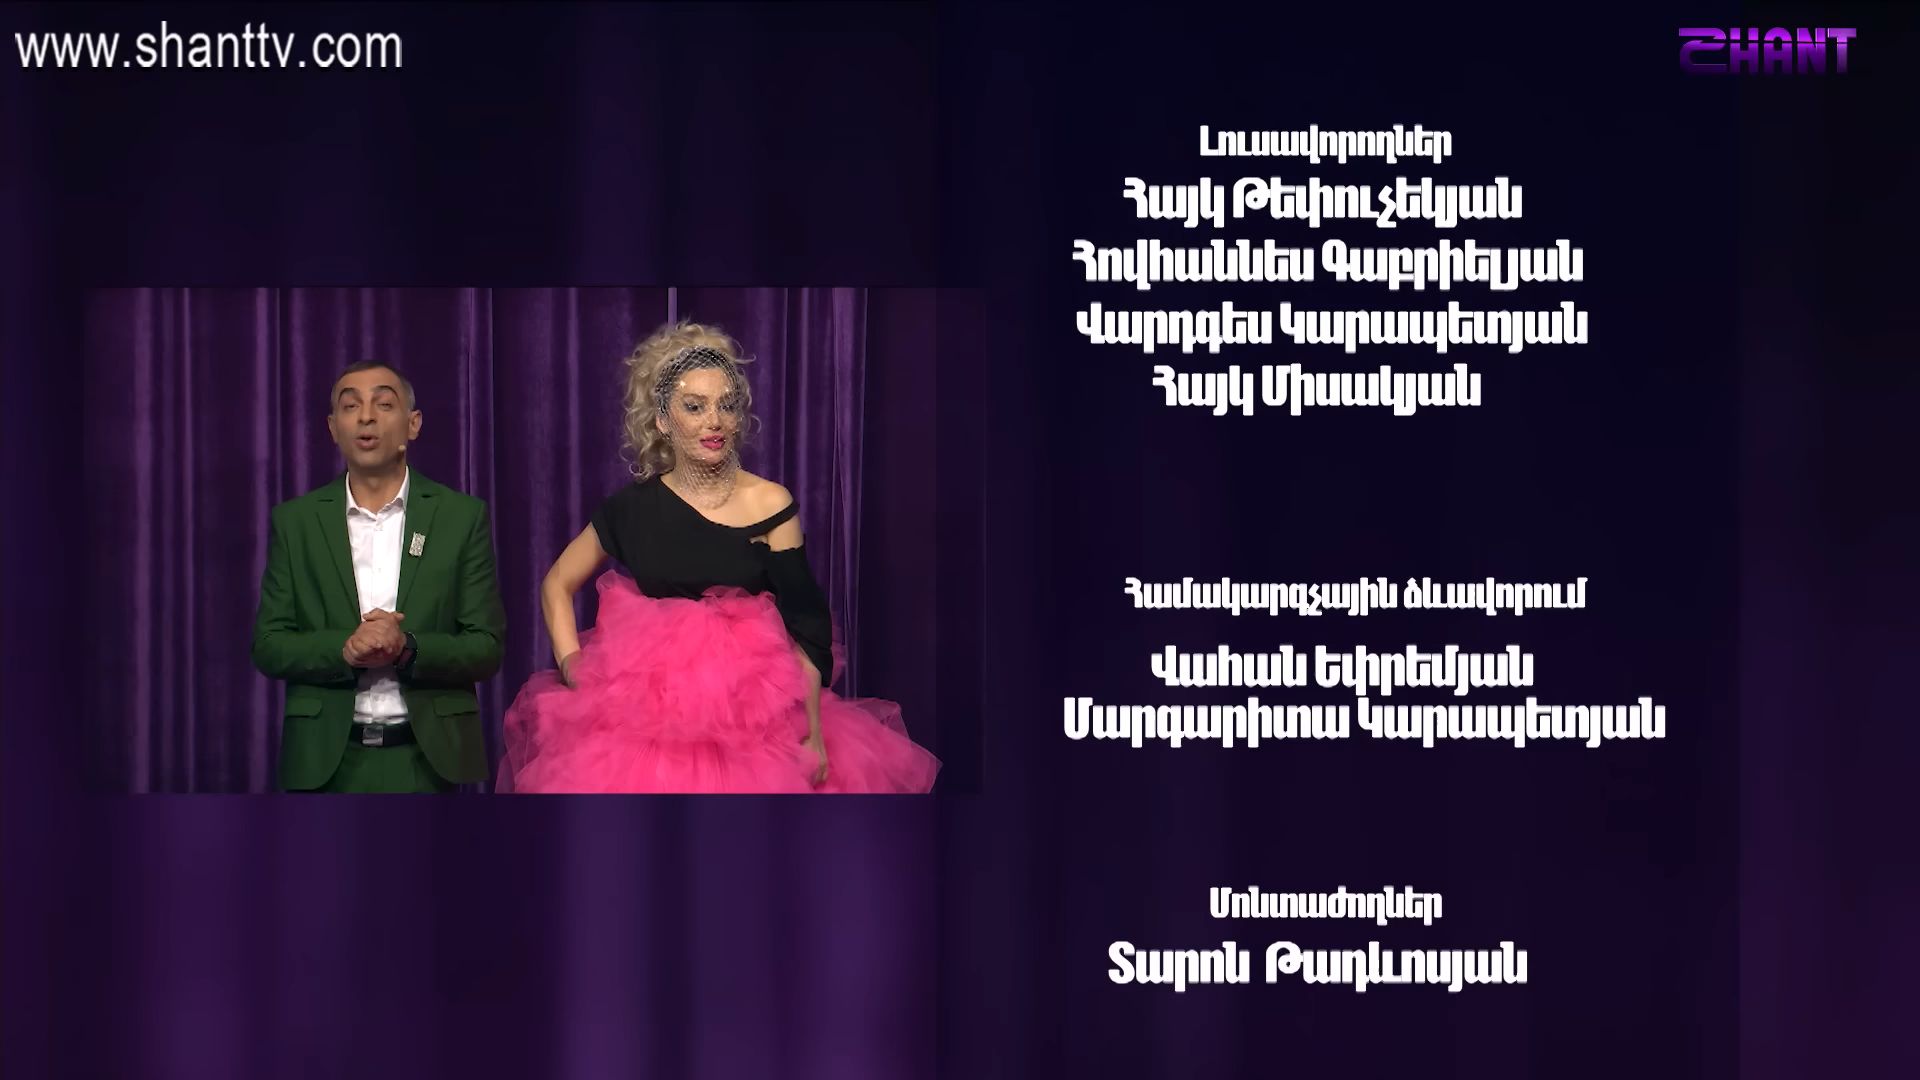 www.shanttv.com
SHANT
Լուսավորողներ
Հայկ Թեփուչեկյան
Հովհաննես Գաբրիելյան
Վարդգես Կարապետյան
Հայկ Միսակյան
Համակարգչային ձևավորում
Վահան Եփրեմյան
Մարգարիտա Կարապետյան
Մոնտաժողներ
Տարոն Թադևոսյան